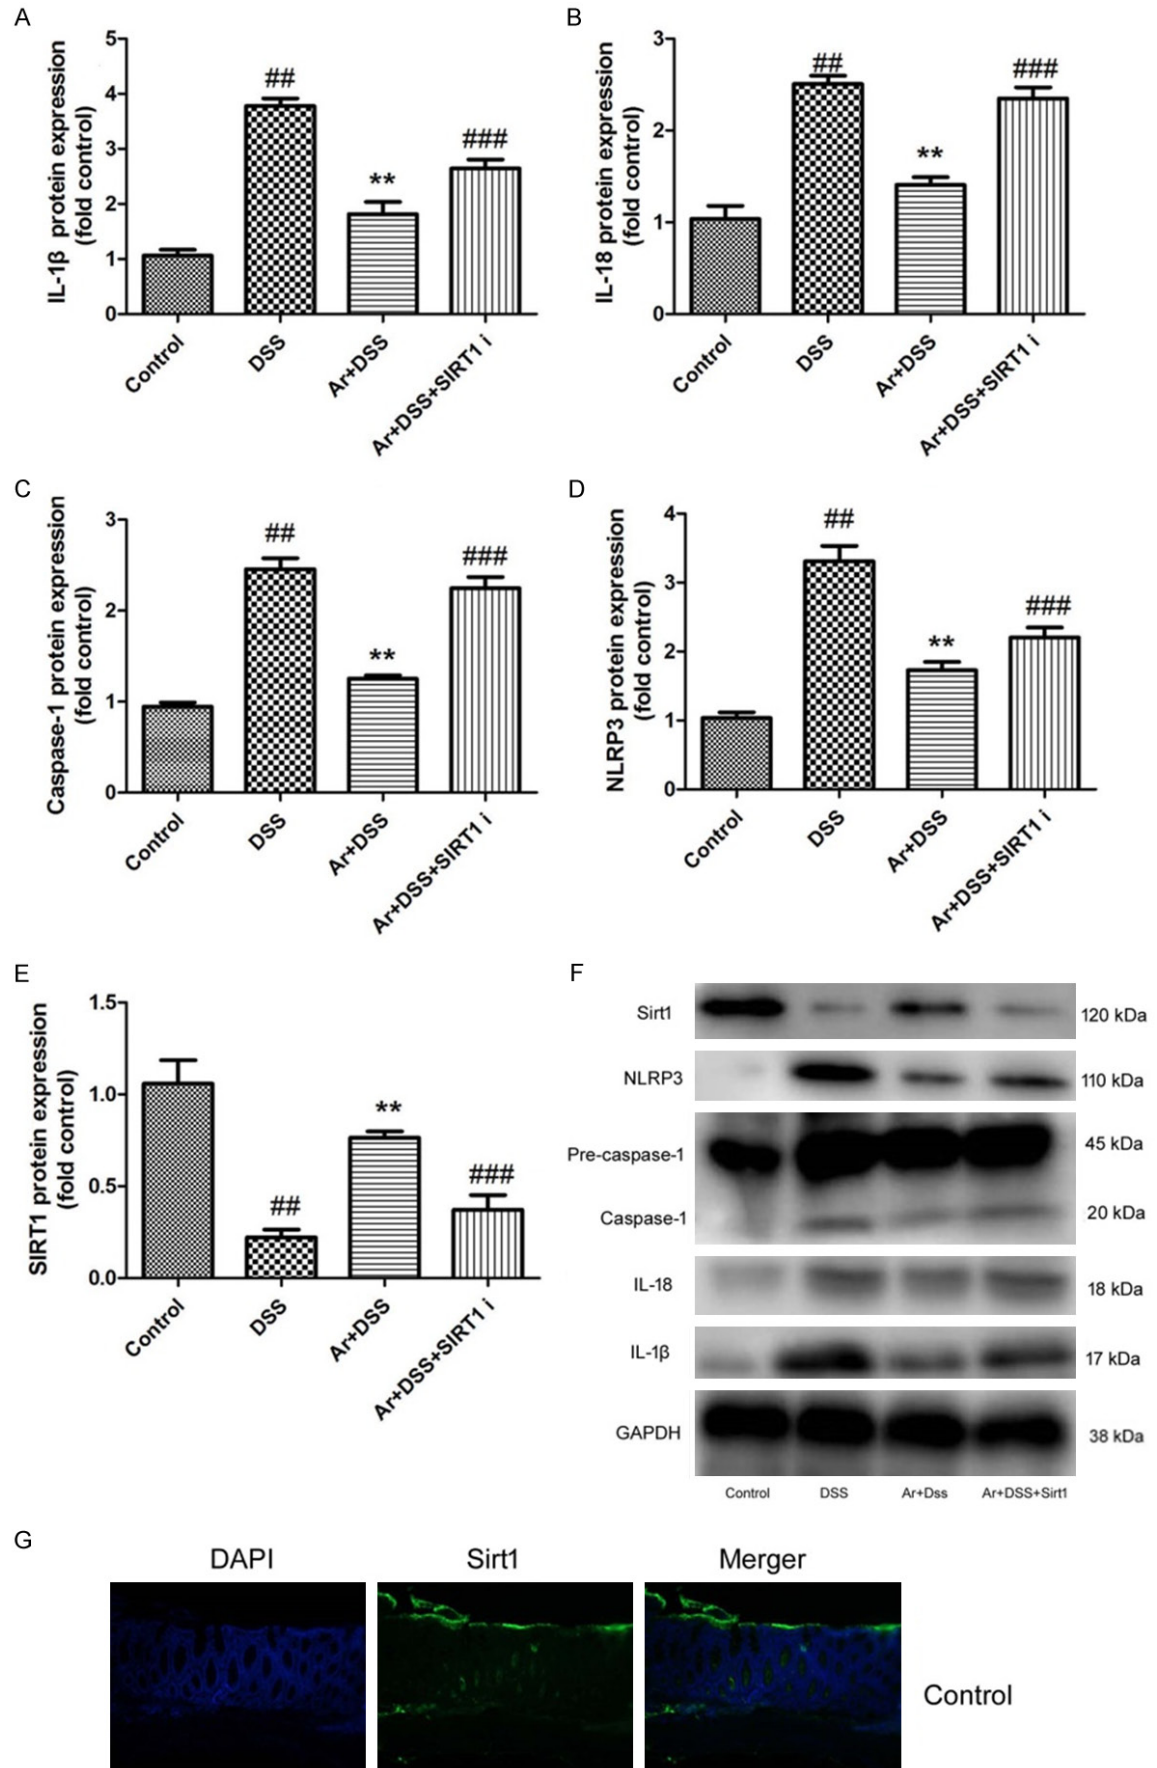 A
IL-1β protein expression
(fold control)
5
4
3
2
1
0
##
**
###
Control
DSS
Ar+DSS
Ar+DSS+SIRT1 i
B
IL-18 protein expression
(fold control)
3
2
1
0
##
**
###
Control
DSS
Ar+DSS
Ar+DSS+SIRT1 i
C
Caspase-1 protein expression
(fold control)
3
2
1
0
##
**
###
Control
DSS
Ar+DSS
Ar+DSS+SIRT1 i
D
NLRP3 protein expression
(fold control)
4
3
2
1
0
##
**
###
Control
DSS
Ar+DSS
Ar+DSS+SIRT1 i
E
SIRT1 protein expression
(fold control)
1.5
1.0
0.5
0.0
##
**
###
Control
DSS
Ar+DSS
Ar+DSS+SIRT1 i
F
Sirt1 120 kDa
NLRP3 110 kDa
Pre-caspase-1 45 kDa
Caspase-1 20 kDa
IL-18 18 kDa
IL-1β 17 kDa
GAPDH 38 kDa
Control DSS Ar+Dss Ar+DSS+Sirt1
G
DAPI Sirt1 Merger
Control